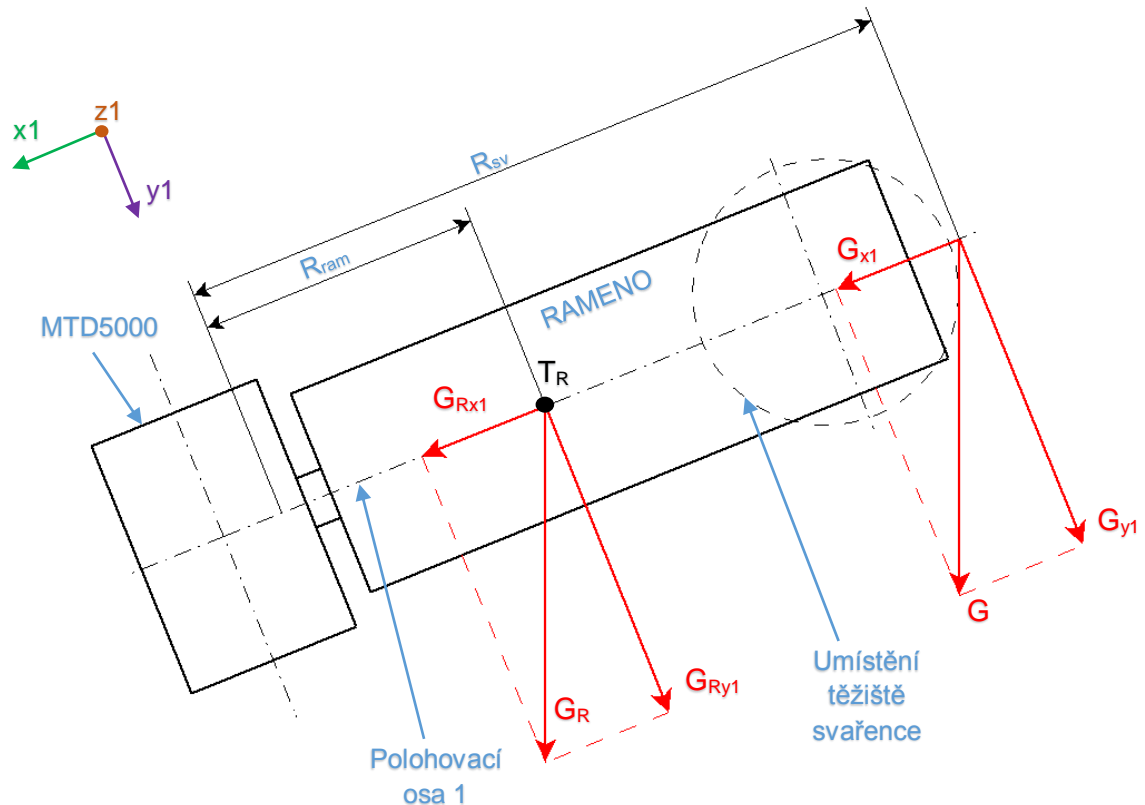 z1
x1
y1
Rsv
Rram
MTD5000
RAMENO
Gx1
TR
GRx1
Gy1
G
Umístění
těžiště
svařence
GRy1
GR
Polohovací
osa 1